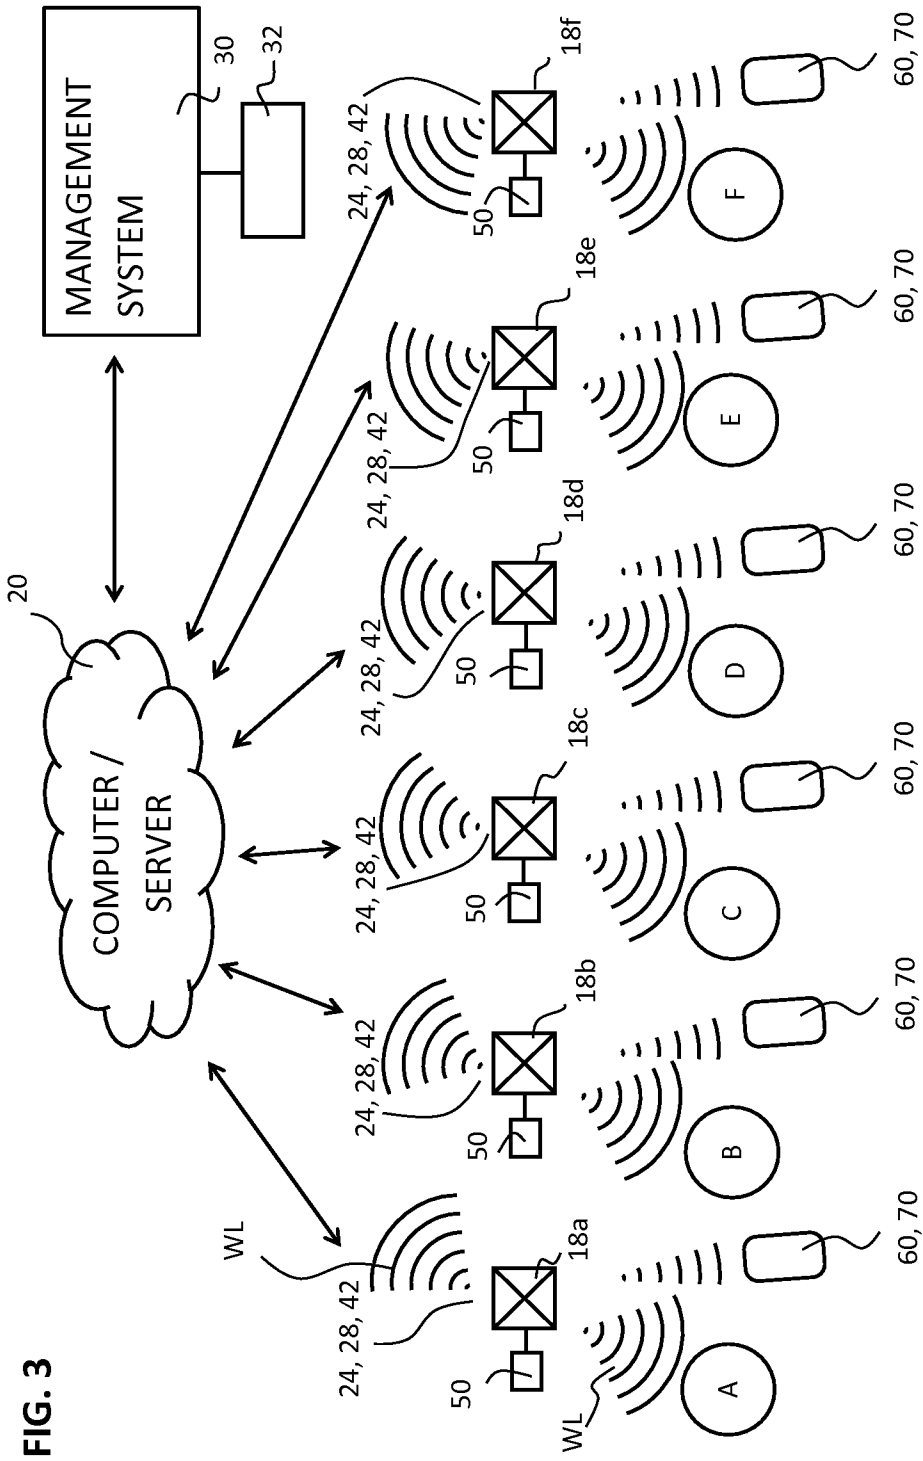 FIG. 3
20
COMPUTER /
SERVER
MANAGEMENT
SYSTEM
30
32
WL
24, 28, 42
24, 28, 42
24, 28, 42
24, 28, 42
24, 28, 42
24, 28, 42
50
18a
50
18b
50
18c
50
18d
50
18e
50
18f
WL
A
B
C
D
E
F
60, 70
60, 70
60, 70
60, 70
60, 70
60, 70